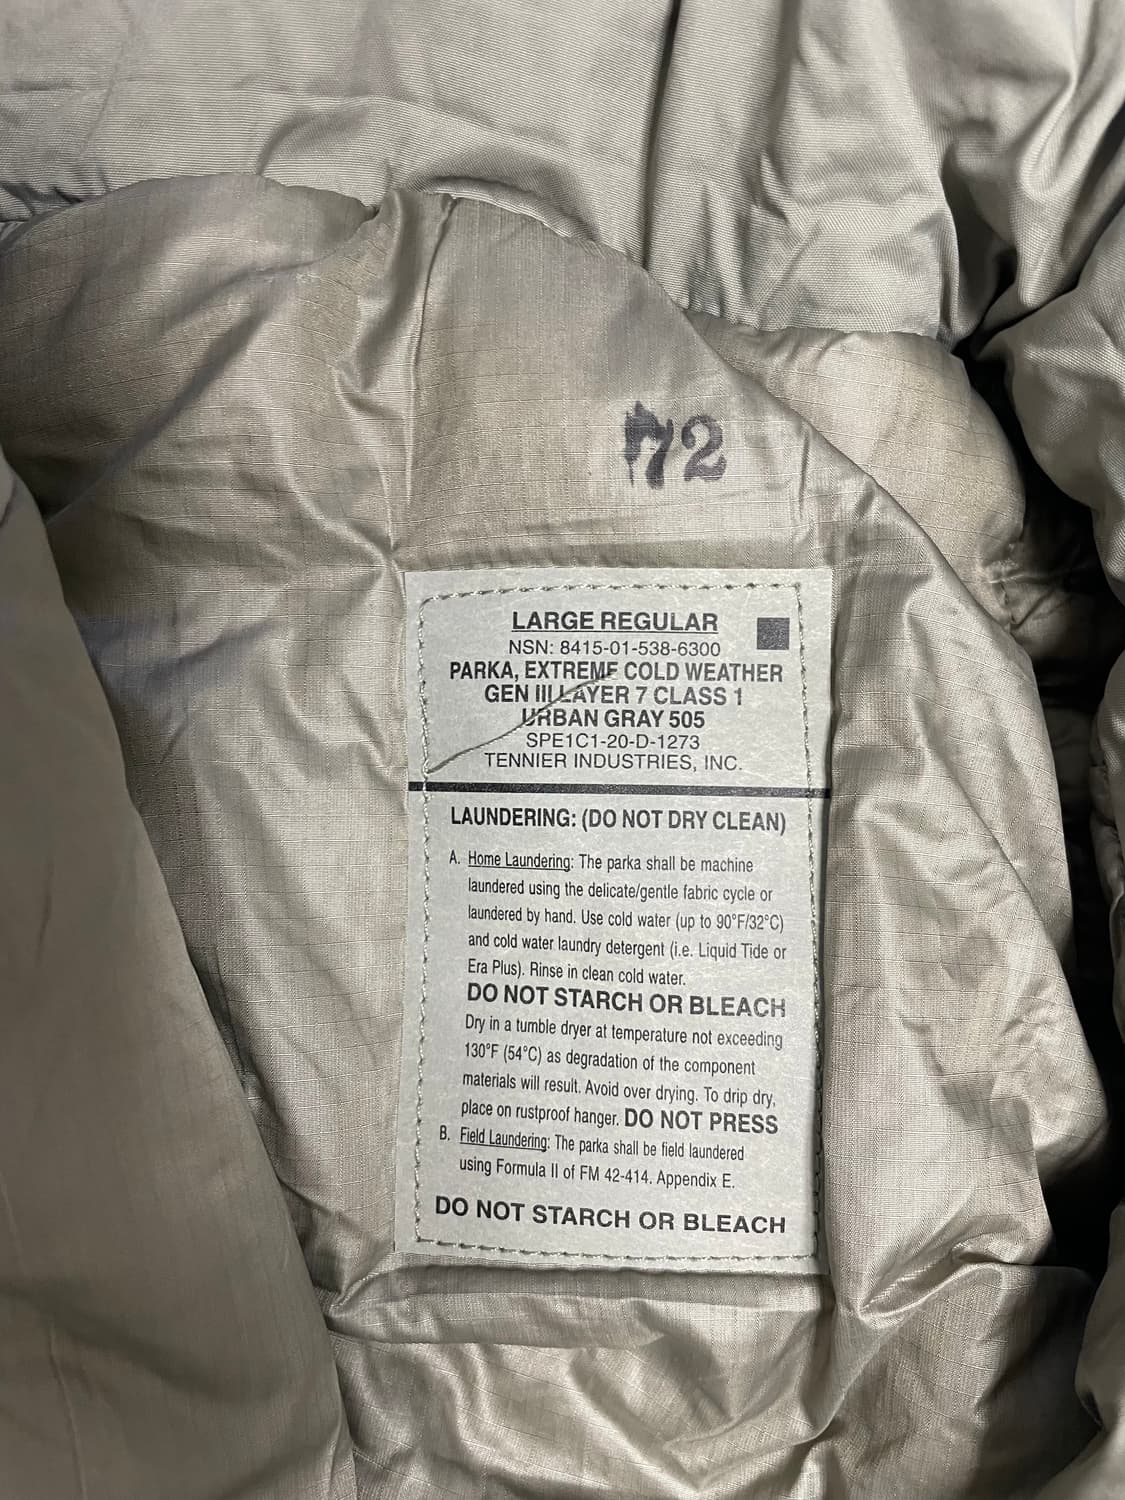 72
LARGE REGULAR
NSN: 8415-01-538-6300
PARKA, EXTREME COLD WEATHER
GEN III LAYER 7 CLASS 1
URBAN GRAY 505
SPE1C1-20-D-1273
TENNIER INDUSTRIES, INC.
LAUNDERING: (DO NOT DRY CLEAN)
A. Home Laundering: The parka shall be machine
laundered using the delicate/gentle fabric cycle or
laundered by hand. Use cold water (up to 90°F/32°C)
and cold water laundry detergent (i.e. Liquid Tide or
Era Plus). Rinse in clean cold water.
DO NOT STARCH OR BLEACH
Dry in a tumble dryer at temperature not exceeding
130°F (54°C) as degradation of the component
materials will result. Avoid over drying. To drip dry,
place on rustproof hanger. DO NOT PRESS
B. Field Laundering: The parka shall be field laundered
using Formula II of FM 42-414. Appendix E.
DO NOT STARCH OR BLEACH